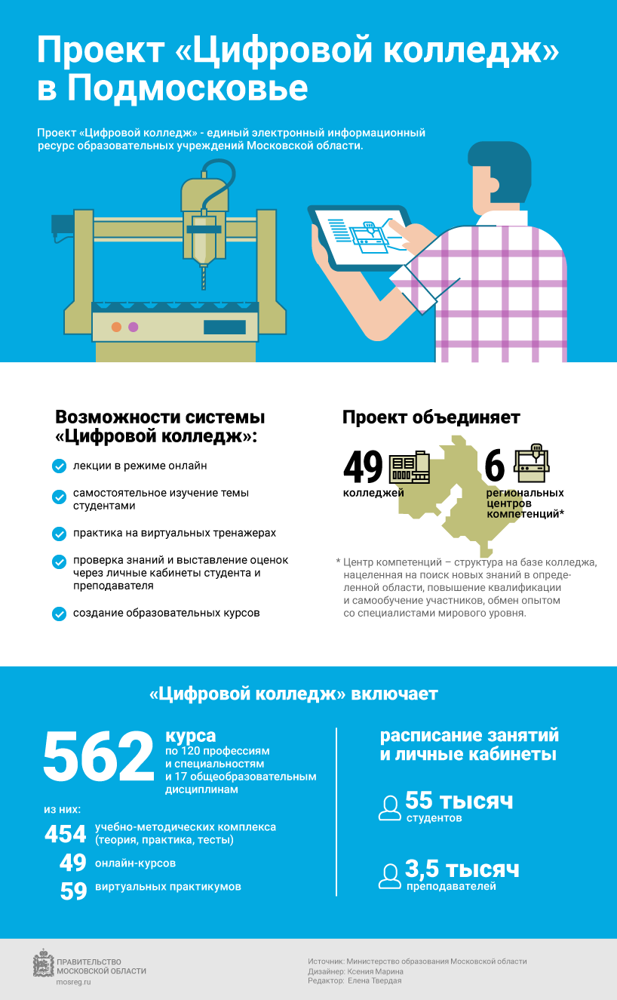 Проект «Цифровой колледж»
в Подмосковье
Проект «Цифровой колледж» - единый электронный информационный
ресурс образовательных учреждений Московской области.
Возможности системы
«Цифровой колледж»:
лекции в режиме онлайн
самостоятельное изучение темы
студентами
практика на виртуальных тренажерах
проверка знаний и выставление оценок
через личные кабинеты студента и
преподавателя
создание образовательных курсов
Проект объединяет
49
колледжей
6
региональных
центров
компетенций*
* Центр компетенций – структура на базе колледжа,
нацеленная на поиск новых знаний в опреде-
ленной области, повышение квалификации
и самообучение участников, обмен опытом
со специалистами мирового уровня.
«Цифровой колледж» включает
562 курса
по 120 профессиям
и специальностям
и 17 общеобразовательным
дисциплинам
из них:
454 учебно-методических комплекса
(теория, практика, тесты)
49 онлайн-курсов
59 виртуальных практикумов
расписание занятий
и личные кабинеты
55 тысяч
студентов
3,5 тысяч
преподавателей
ПРАВИТЕЛЬСТВО
МОСКОВСКОЙ ОБЛАСТИ
mosreg.ru
Источник: Министерство образования Московской области
Дизайнер: Ксения Марина
Редактор: Елена Твердая